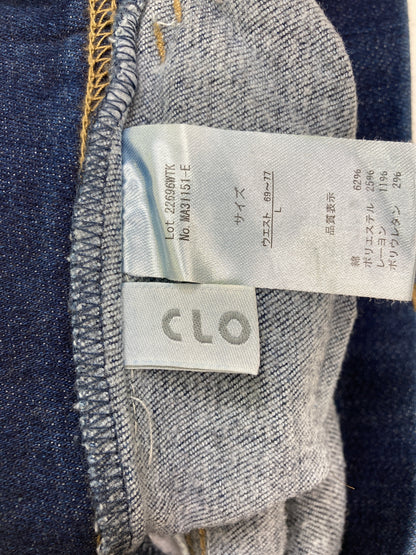 Lot 22696WTK
No.MA31151-E
サイズ
ウエスト 69~77
L
品質表示
綿 62%
ポリエステル 25%
レーヨン 11%
ポリウレタン 2%
CLO